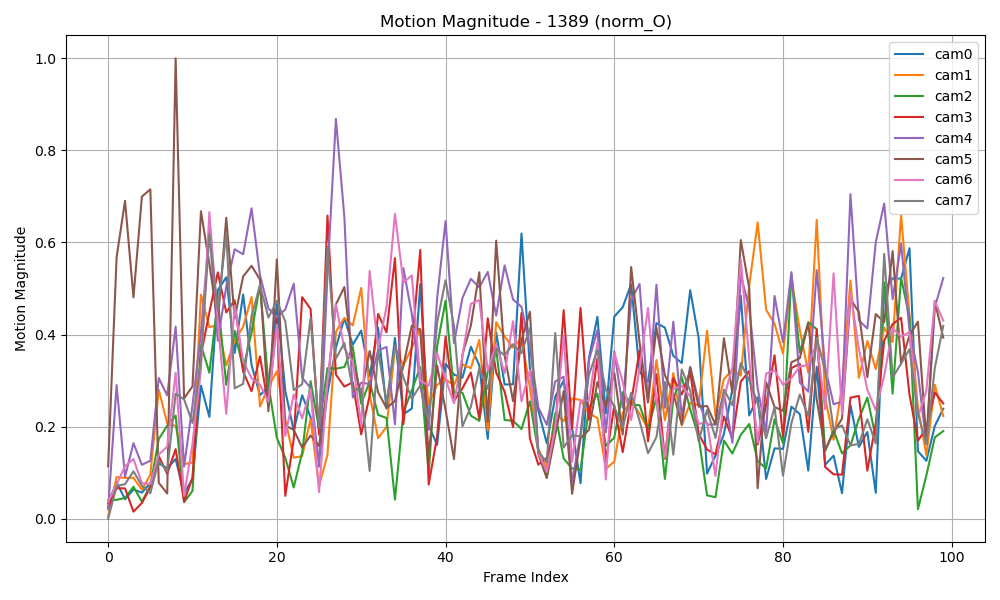 Motion Magnitude - 1389 (norm_O)
Motion Magnitude
1.0
0.8
0.6
0.4
0.2
0.0
0
20
40
60
80
100
Frame Index
cam0
cam1
cam2
cam3
cam4
cam5
cam6
cam7